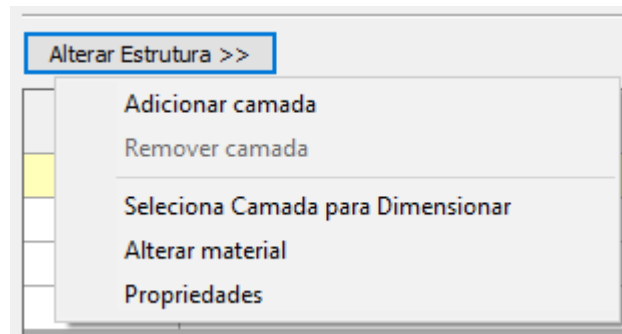 Alterar Estrutura >>
Adicionar camada
Remover camada
Seleciona Camada para Dimensionar
Alterar material
Propriedades